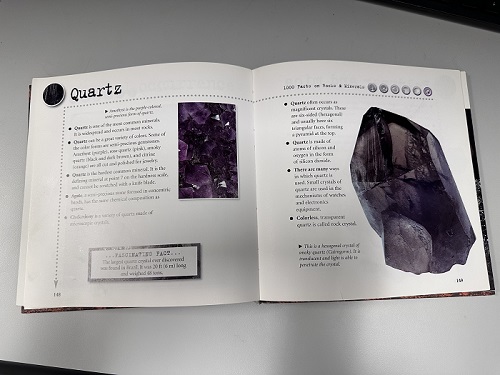 Quartz
Amethyst is the purple-colored,
semi-precious form of quartz.
Quartz is one of the most common minerals.
It is widespread and occurs in most rocks.
Quartz can be a great variety of colors. Some of
the color forms are semi-precious gemstones.
Amethyst (purple), rose quartz (pink), smoky
quartz (black and dark brown), and citrine
(orange) are all cut and polished for jewelry.
Quartz is the hardest common mineral. It is the
defining mineral at point 7 on the hardness scale,
and cannot be scratched with a knife blade.
Agate, a semi-precious stone formed in concentric
bands, has the same chemical composition as
quartz.
Chalcedony is a variety of quartz made of
microscopic crystals.
...FASCINATING FACT...
The largest quartz crystal ever discovered
was found in Brazil. It was 20 ft (6 m) long
and weighed 48 tons.
148
1000 Facts on Rocks & Minerals
Quartz often occurs as
magnificent crystals. These
are six-sided (hexagonal)
and usually have six
triangular faces, forming
a pyramid at the top.
Quartz is made of
atoms of silicon and
oxygen in the form
of silicon dioxide.
There are many ways
in which quartz is
used. Small crystals of
quartz are used in the
mechanisms of watches
and electronics
equipment.
Colorless, transparent
quartz is called rock crystal.
This is a hexagonal crystal of
smoky quartz (Cairngorm). It is
translucent and light is able to
penetrate the crystal.
149